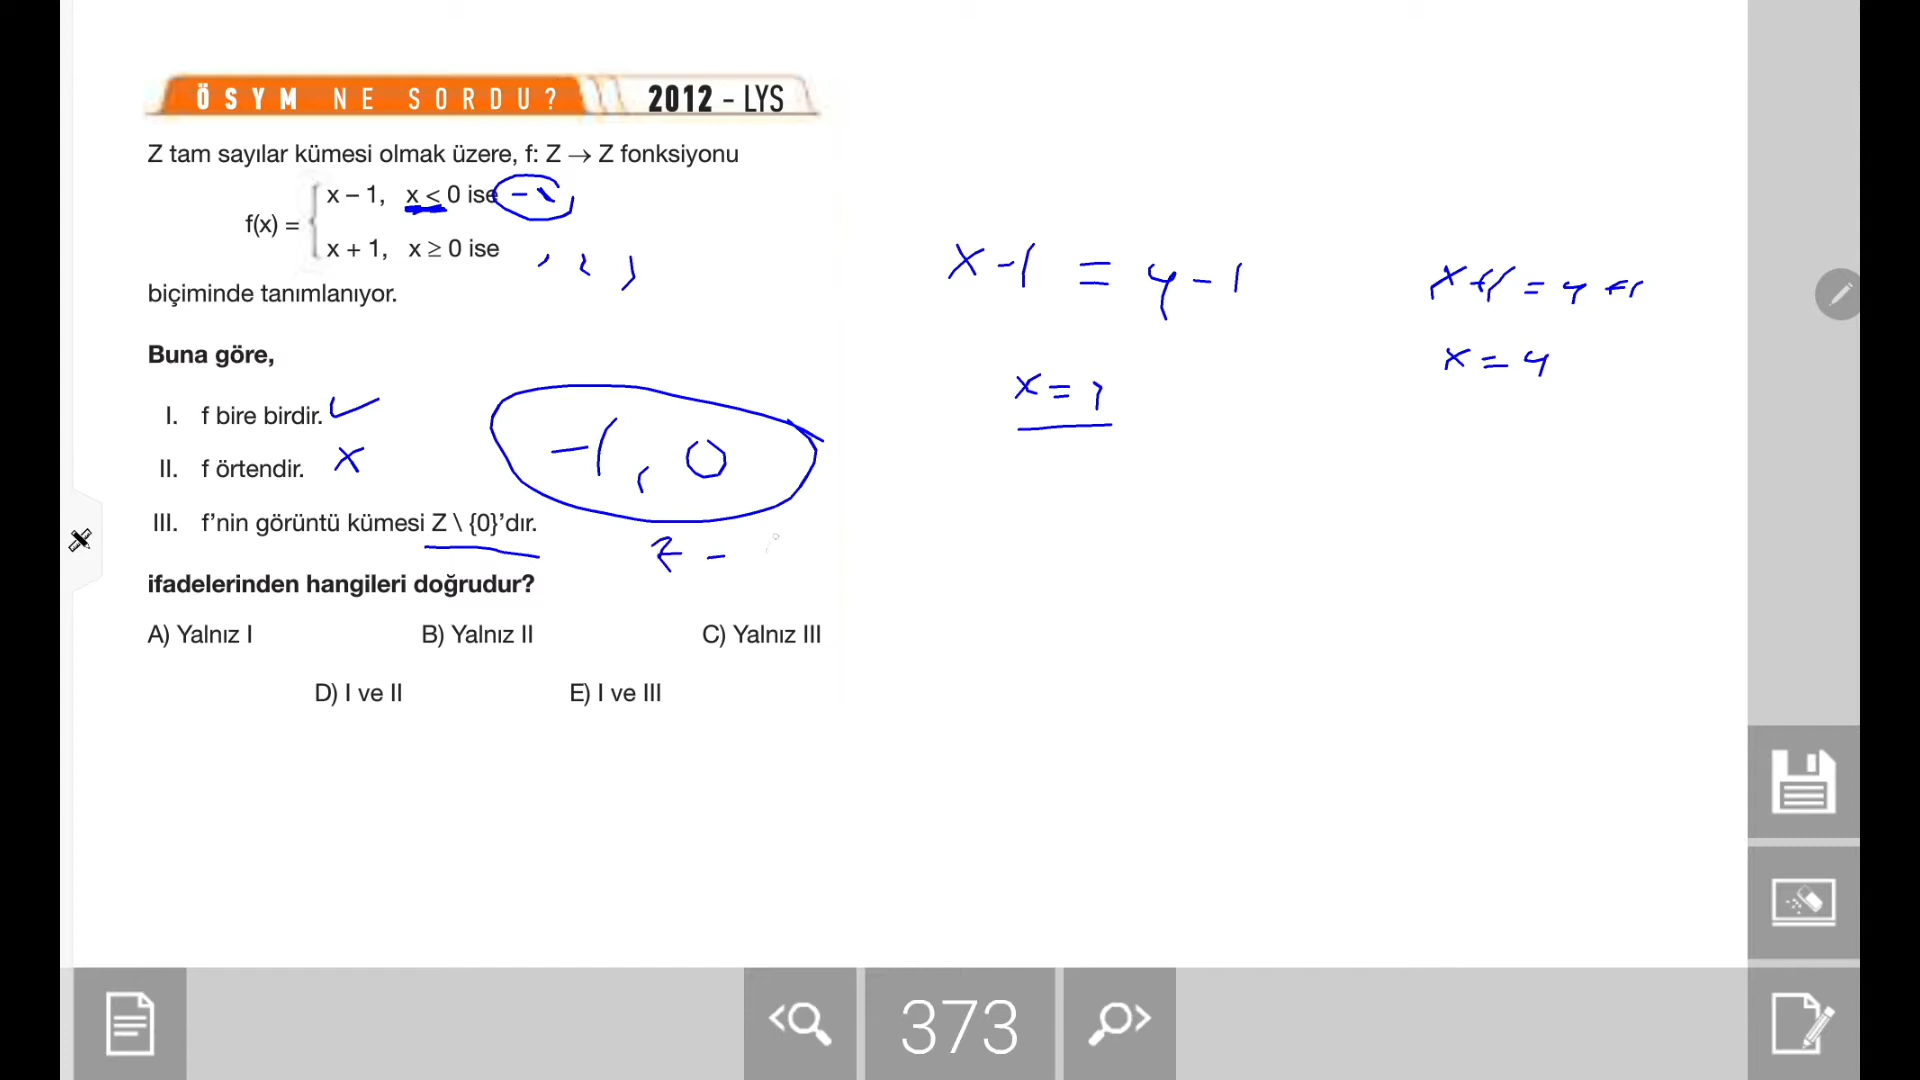 ÖSYM NE SORDU? 2012 - LYS
Z tam sayılar kümesi olmak üzere, f: Z → Z fonksiyonu
x – 1, x < 0 ise -x,
f(x) =
x + 1, x ≥ 0 ise
biçiminde tanımlanıyor.
x-1 = y-1
x+1 = y+1
x = y
x = y
Buna göre,
I. f bire birdir. ✓
II. f örtendir. x
-1, 0
III. f’nin görüntü kümesi Z \ {0}’dır.
Z -
ifadelerinden hangileri doğrudur?
A) Yalnız I B) Yalnız II C) Yalnız III
D) I ve II E) I ve III
373